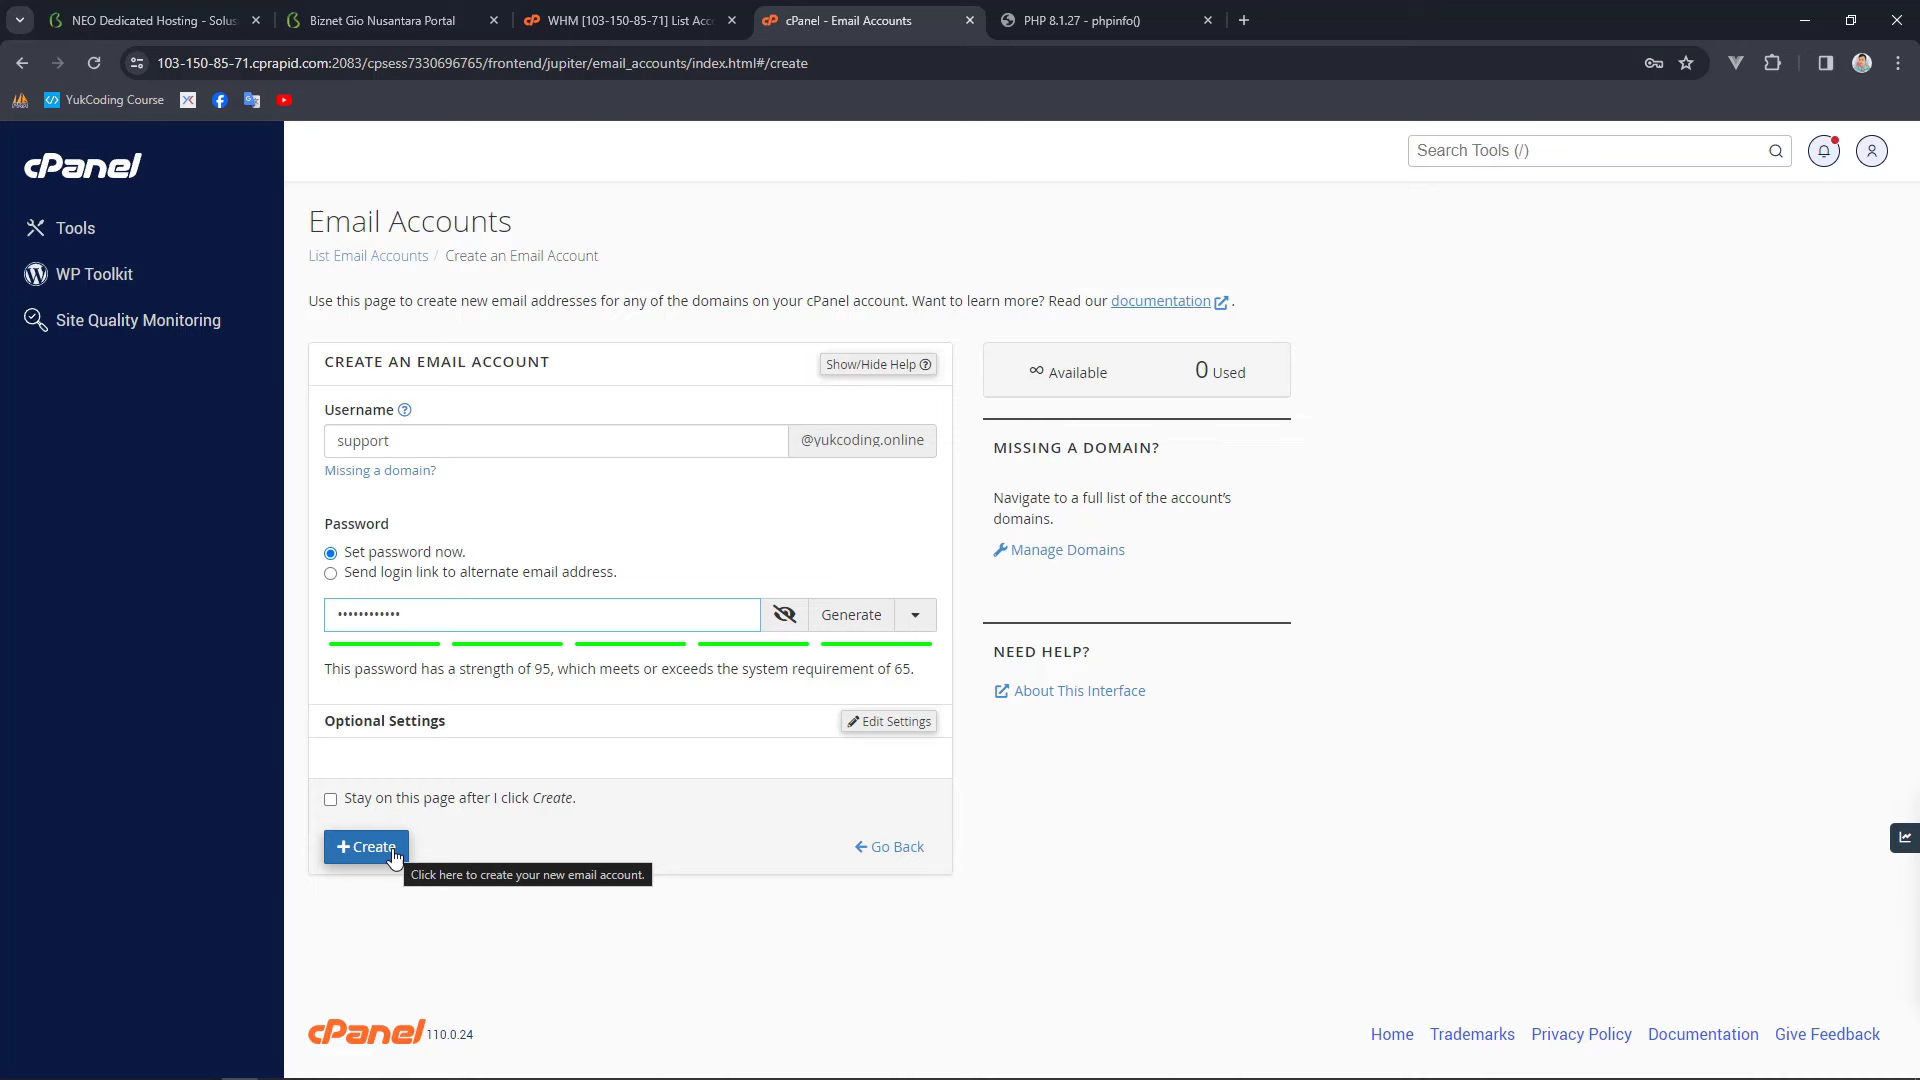 NEO Dedicated Hosting - Solus
Biznet Gio Nusantara Portal
WHM [103-150-85-71] List Acc
cPanel - Email Accounts
PHP 8.1.27 - phpinfo()
103-150-85-71.cprapid.com:2083/cpsess7330696765/frontend/jupiter/email_accounts/index.html#/create
YukCoding Course
cPanel
Search Tools (/)
Tools
WP Toolkit
Site Quality Monitoring
Email Accounts
List Email Accounts / Create an Email Account
Use this page to create new email addresses for any of the domains on your cPanel account. Want to learn more? Read our documentation .
CREATE AN EMAIL ACCOUNT
Show/Hide Help
Username
support
@yukcoding.online
Missing a domain?
Password
Set password now.
Send login link to alternate email address.
••••••••••••
Generate
This password has a strength of 95, which meets or exceeds the system requirement of 65.
Optional Settings
Edit Settings
Stay on this page after I click Create.
+ Create
Go Back
Click here to create your new email account.
∞ Available
0 Used
MISSING A DOMAIN?
Navigate to a full list of the account's
domains.
Manage Domains
NEED HELP?
About This Interface
cPanel 110.0.24
Home
Trademarks
Privacy Policy
Documentation
Give Feedback